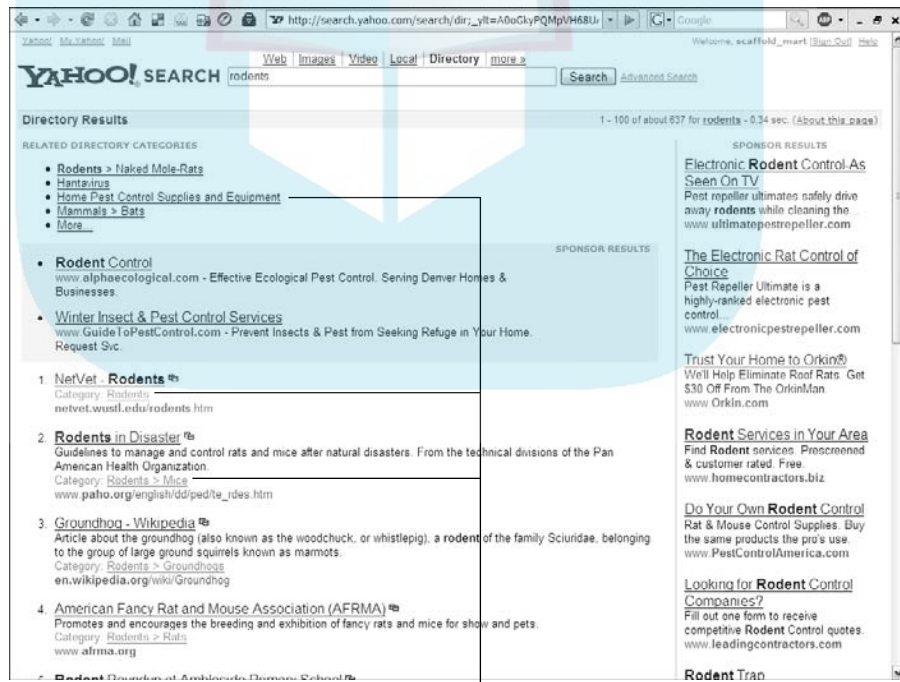 http://search.yahoo.com/search/dir;_ylt=A0oGkyPQMpVH68U
G Google
Yahoo! My Yahoo! Mail
Welcome, scaffold_mart [Sign Out] Help
Web | Images | Video | Local | Directory | more »
YAHOO! SEARCH rodents Search Advanced Search
Directory Results
1 - 100 of about 637 for rodents - 0.34 sec. (About this page)
RELATED DIRECTORY CATEGORIES
• Rodents > Naked Mole-Rats
• Hantavirus
• Home Pest Control Supplies and Equipment
• Mammals > Bats
• More...
SPONSOR RESULTS
• Rodent Control
www.alphaecological.com - Effective Ecological Pest Control. Serving Denver Homes &
Businesses.
• Winter Insect & Pest Control Services
www.GuideToPestControl.com - Prevent Insects & Pest from Seeking Refuge in Your Home.
Request Svc.
1. NetVet - Rodents
Category: Rodents
netvet.wustl.edu/rodents.htm
2. Rodents in Disaster
Guidelines to manage and control rats and mice after natural disasters. From the technical divisions of the Pan
American Health Organization.
Category: Rodents > Mice
www.paho.org/english/dd/ped/te_rdes.htm
3. Groundhog - Wikipedia
Article about the groundhog (also known as the woodchuck, or whistlepig), a rodent of the family Sciuridae, belonging
to the group of large ground squirrels known as marmots.
Category: Rodents > Groundhogs
en.wikipedia.org/wiki/Groundhog
4. American Fancy Rat and Mouse Association (AFRMA)
Promotes and encourages the breeding and exhibition of fancy rats and mice for show and pets.
Category: Rodents > Rats
www.afrma.org
5. Rodent Roundup at Ambleside Primary School
SPONSOR RESULTS
Electronic Rodent Control-As
Seen On TV
Pest repeller ultimates safely drive
away rodents while cleaning the...
www.ultimatepestrepeller.com
The Electronic Rat Control of
Choice
Pest Repeller Ultimate is a
highly-ranked electronic pest
control...
www.electronicpestrepeller.com
Trust Your Home to Orkin®
We'll Help Eliminate Roof Rats. Get
$30 Off From The OrkinMan.
www.Orkin.com
Rodent Services in Your Area
Find Rodent services. Prescreened
& customer rated. Free.
www.homecontractors.biz
Do Your Own Rodent Control
Rat & Mouse Control Supplies. Buy
the same products the pro's use.
www.PestControlAmerica.com
Looking for Rodent Control
Companies?
Fill out one form to receive
competitive Rodent Control quotes.
www.leadingcontractors.com
Rodent Trap